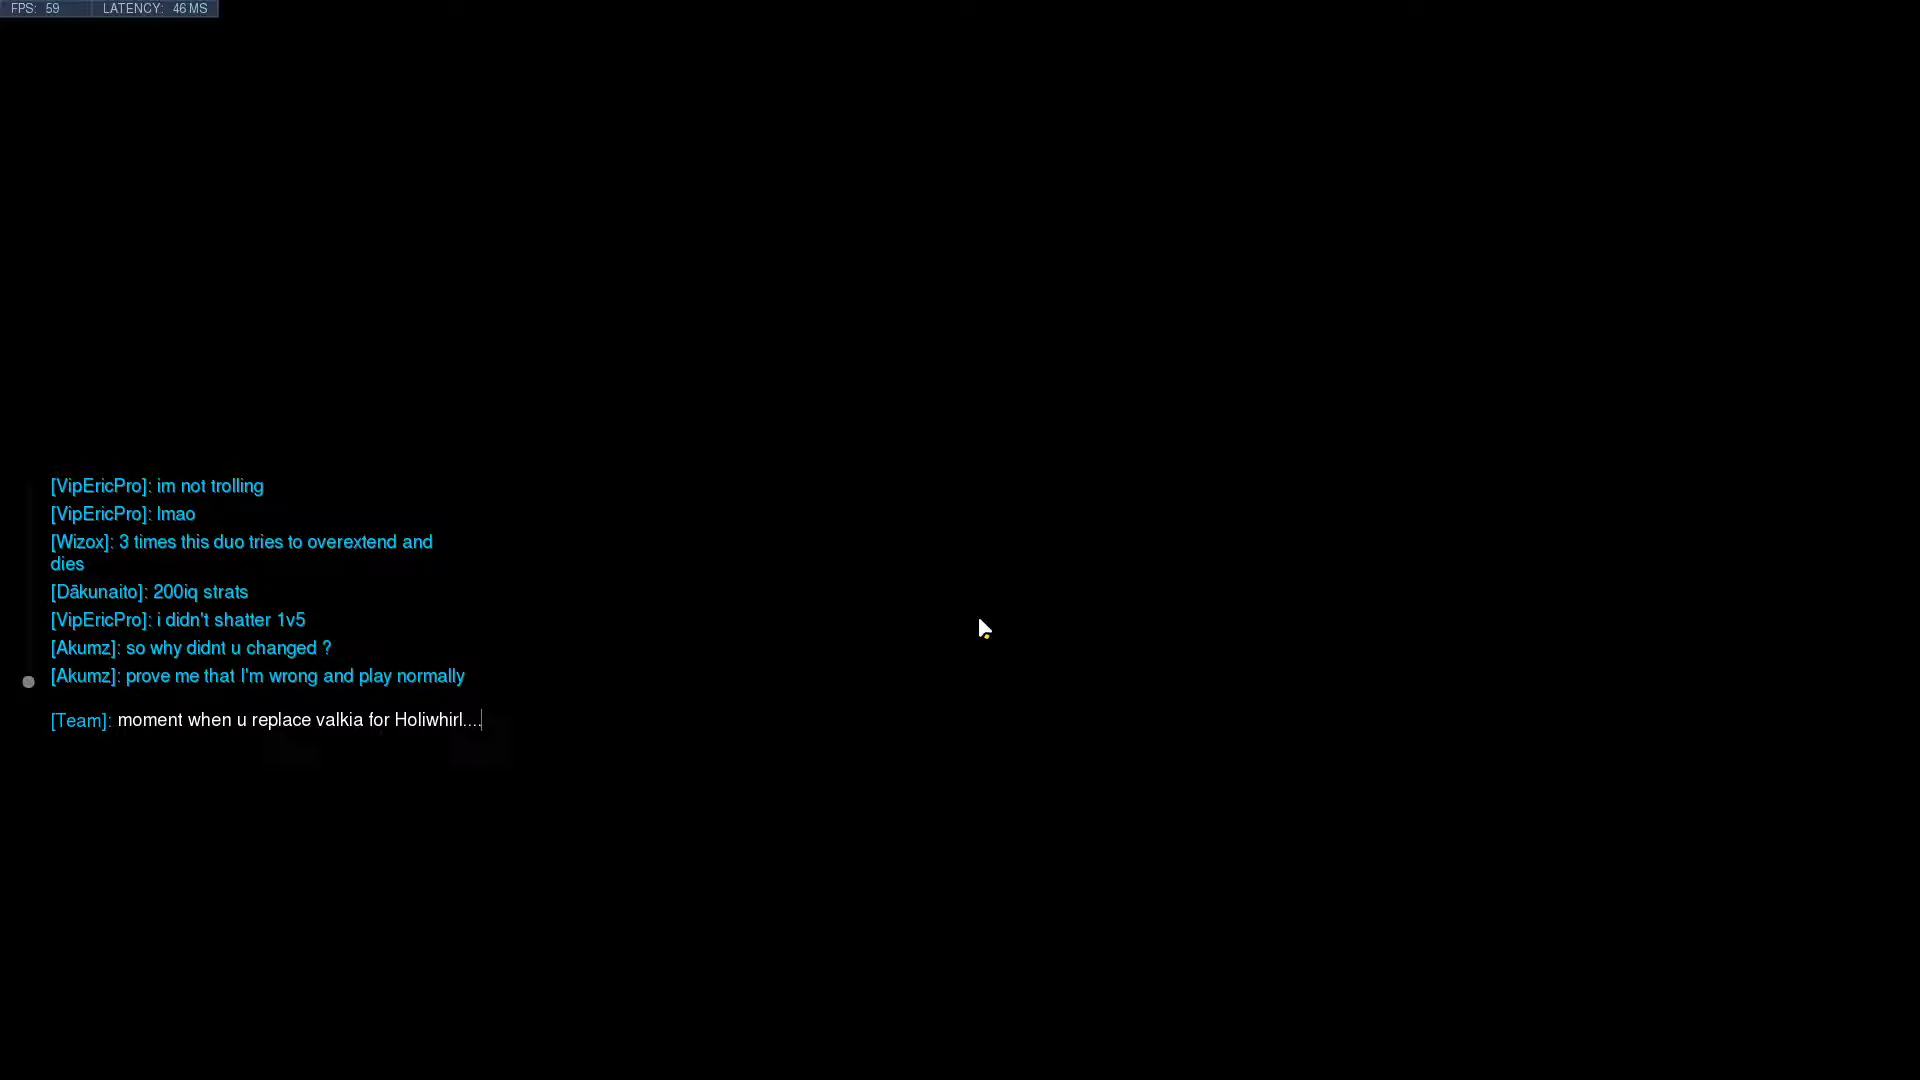 FPS: 59 LATENCY: 46 MS
[VipEricPro]: im not trolling
[VipEricPro]: lmao
[Wizox]: 3 times this duo tries to overextend and
dies
[Dākunaito]: 200iq strats
[VipEricPro]: i didn't shatter 1v5
[Akumz]: so why didnt u changed ?
[Akumz]: prove me that I'm wrong and play normally
[Team]: moment when u replace valkia for Holiwhirl....